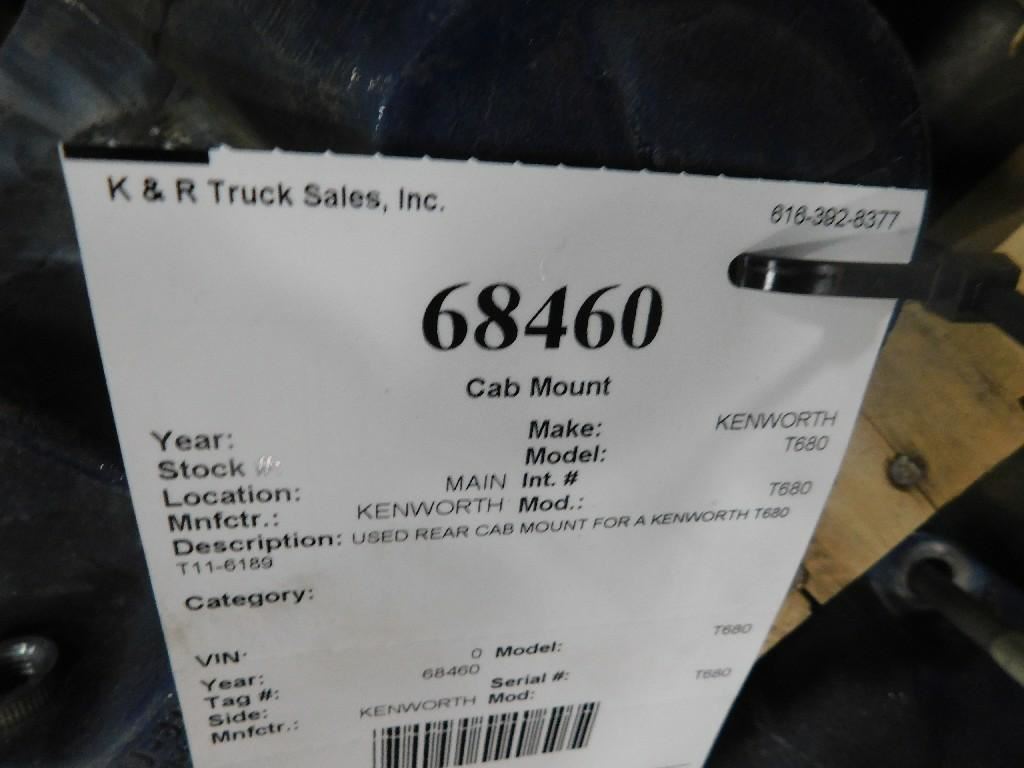 K & R Truck Sales, Inc. 616-392-8377
68460
Cab Mount
Year: Make: KENWORTH
Stock #: Model: T680
Location: MAIN Int. #
Mnfctr.: KENWORTH Mod.: T680
Description: USED REAR CAB MOUNT FOR A KENWORTH T680
T11-6189
Category:
VIN: 0 Model: T680
Year:
Tag #: 68460 Serial #:
Side: Mod: T680
Mnfctr.: KENWORTH